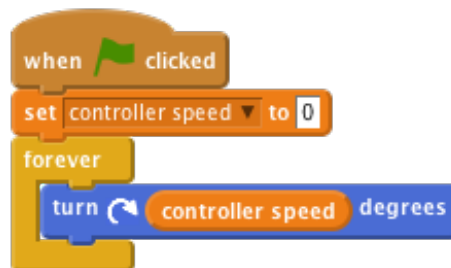 when clicked
set controller speed to 0
forever
turn controller speed degrees